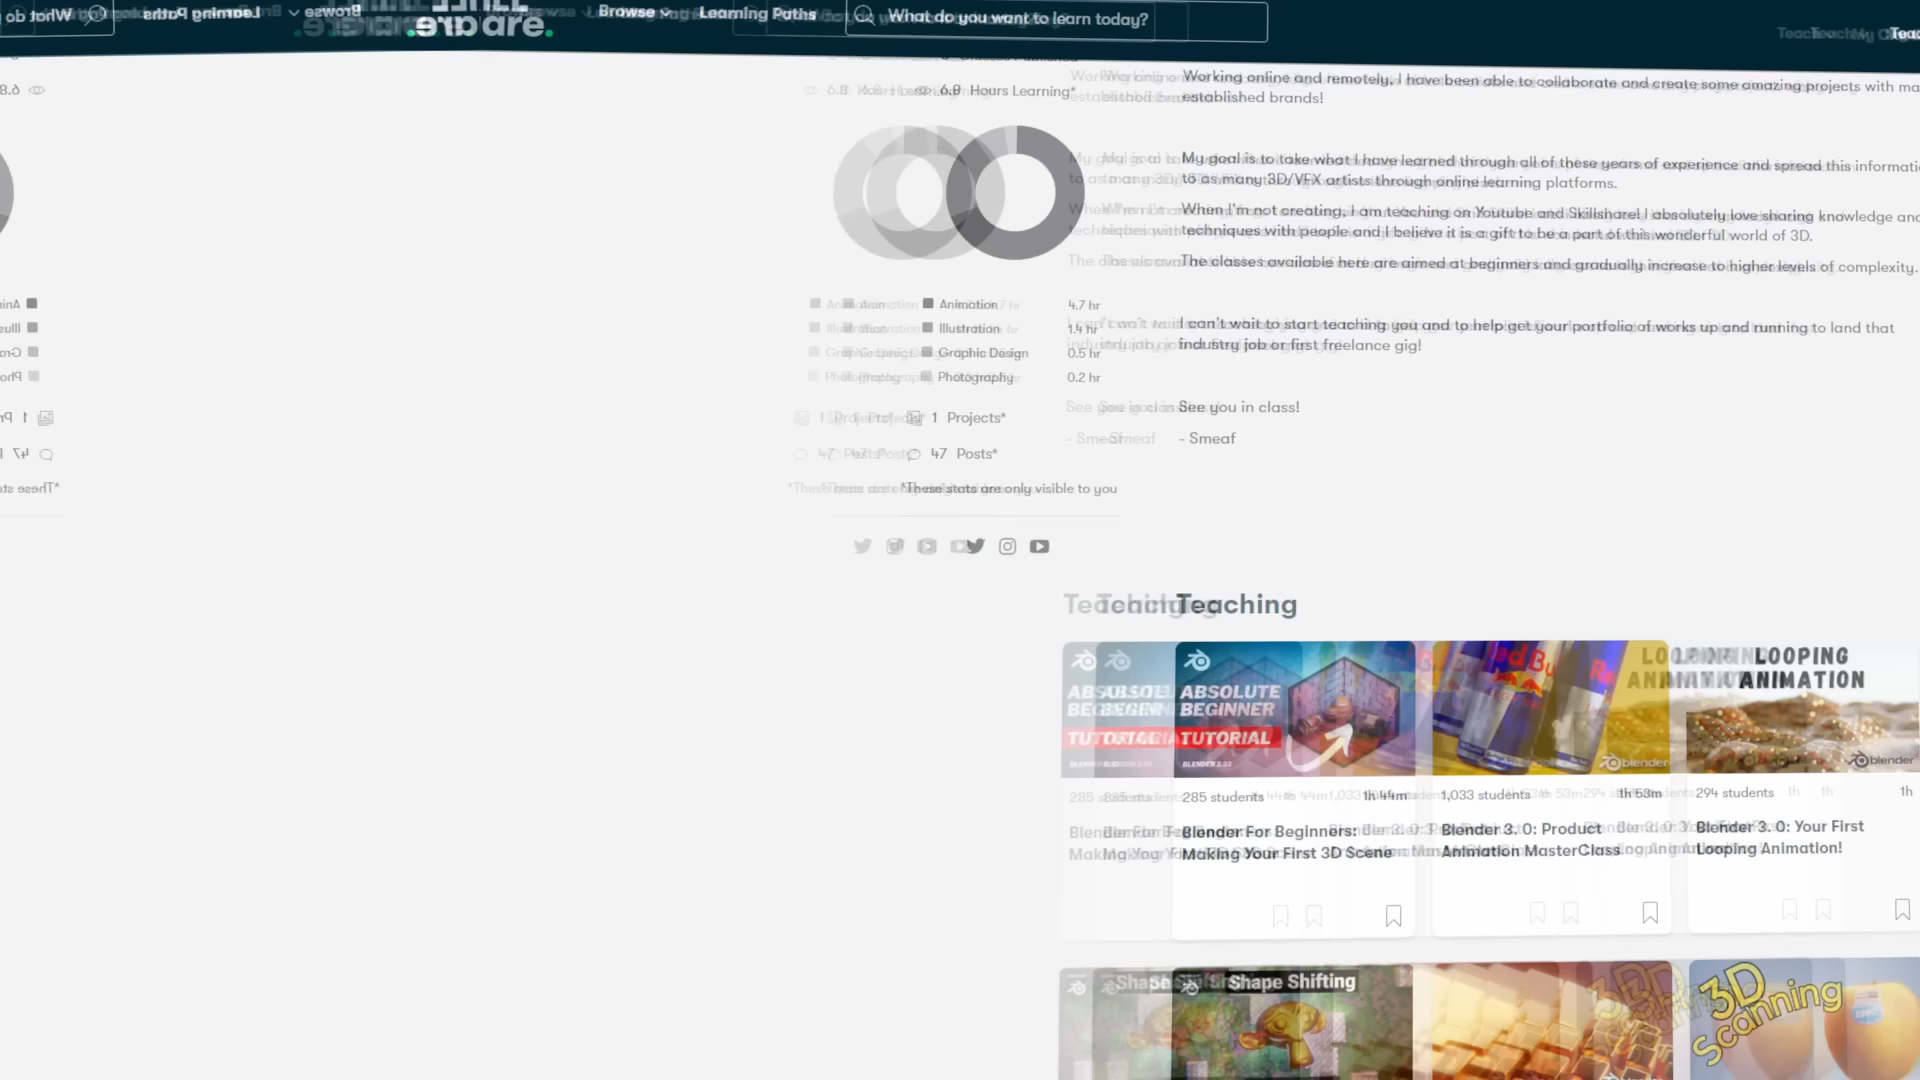 Browse
Learning Paths
What do you want to learn today?
6.8 Hours Learning*
Animation 4.7 hr
Illustration 1.4 hr
Graphic Design 0.5 hr
Photography 0.2 hr
1 Projects*
47 Posts*
*These stats are only visible to you
Working online and remotely, I have been able to collaborate and create some amazing projects with
established brands!
My goal is to take what I have learned through all of these years of experience and spread this
to as many 3D/VFX artists through online learning platforms.
When I'm not creating, i am teaching on Youtube and Skillshare! I absolutely love sharing knowledge
techniques with people and I believe it is a gift to be a part of this wonderful world of 3D.
The classes available here are aimed at beginners and gradually increase to higher levels of complexity.
I can't wait to start teaching you and to help get your portfolio of works up and running to land that
industry job or first freelance gig!
See you in class!
- Smeaf
Teaching
ABSOLUTE
BEGINNER
TUTORIAL
BLENDER 2.93
285 students 1h 44m
Blender For Beginners:
Making Your First 3D Scene
Red Bu
blender
1,033 students 1h 53m
Blender 3. 0: Product
Animation MasterClass
LOOPING
ANIMATION
blender
294 students 1h
Blender 3. 0: Your First
Looping Animation!
Shape Shifting
3D
Scanning